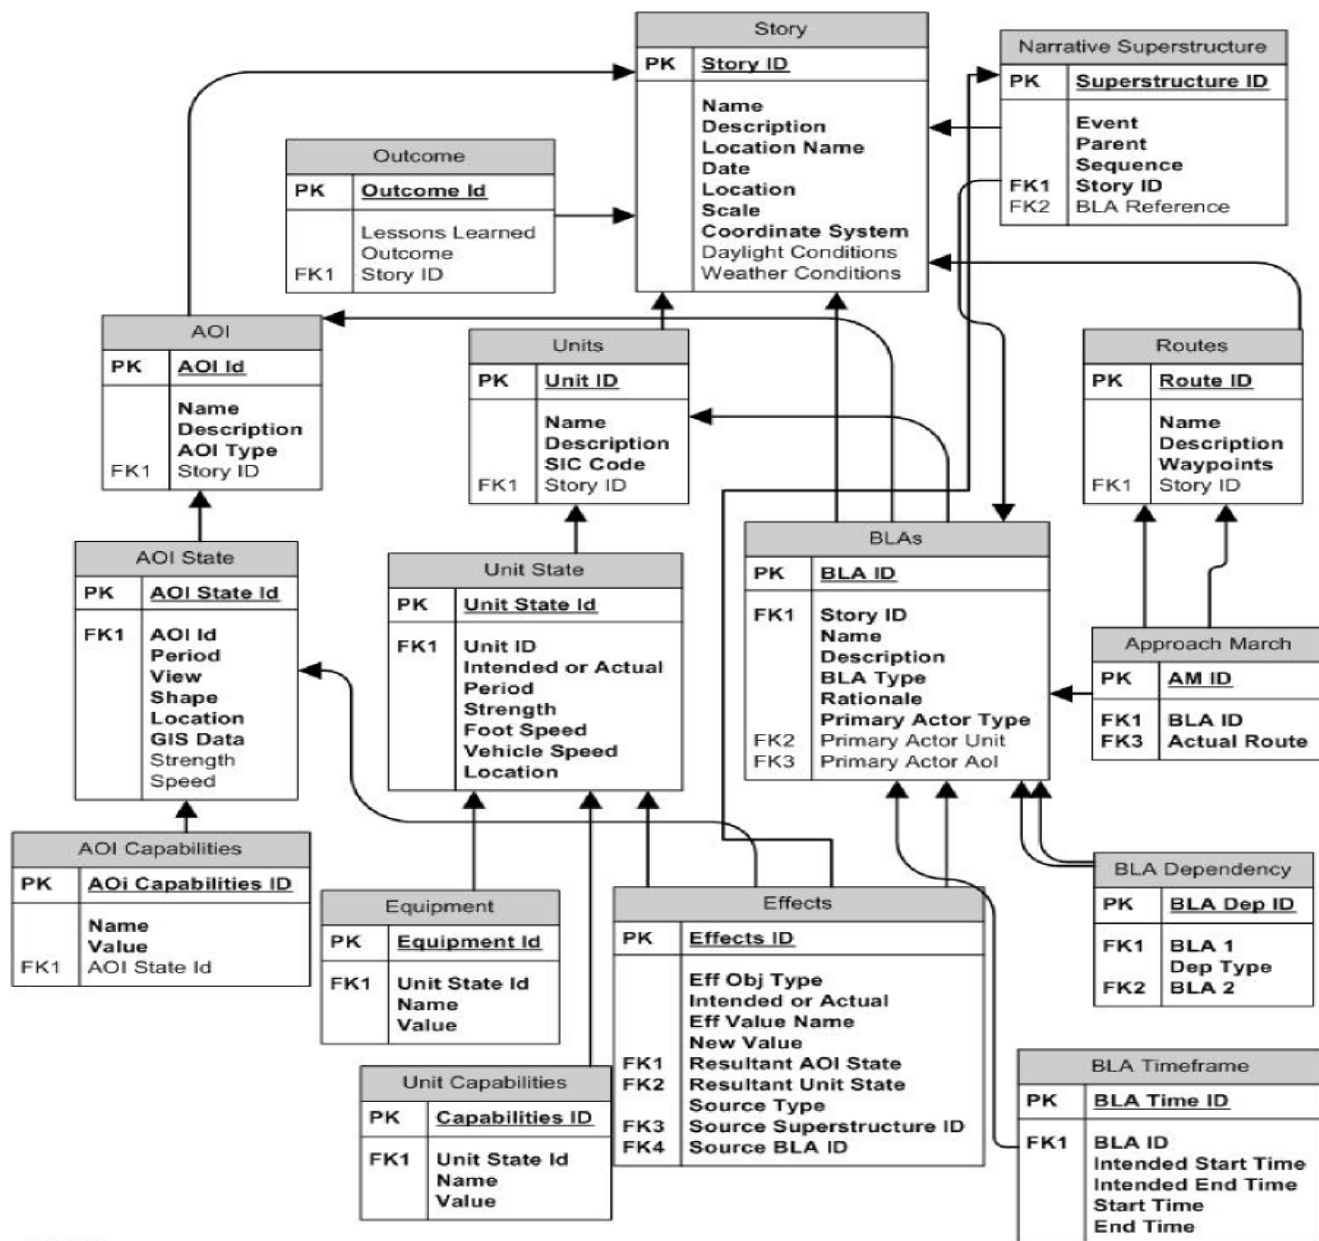 Story
PK Story ID
Name
Description
Location Name
Date
Location
Scale
Coordinate System
Daylight Conditions
Weather Conditions
Narrative Superstructure
PK Superstructure ID
Event
Parent
Sequence
FK1 Story ID
FK2 BLA Reference
Outcome
PK Outcome Id
Lessons Learned
Outcome
FK1 Story ID
AOI
PK AOI Id
Name
Description
AOI Type
FK1 Story ID
Units
PK Unit ID
Name
Description
SIC Code
FK1 Story ID
Routes
PK Route ID
Name
Description
Waypoints
FK1 Story ID
AOI State
PK AOI State Id
FK1 AOI Id
Period
View
Shape
Location
GIS Data
Strength
Speed
Unit State
PK Unit State Id
FK1 Unit ID
Intended or Actual
Period
Strength
Foot Speed
Vehicle Speed
Location
BLAs
PK BLA ID
FK1 Story ID
Name
Description
BLA Type
Rationale
Primary Actor Type
FK2 Primary Actor Unit
FK3 Primary Actor AoI
Approach March
PK AM ID
FK1 BLA ID
FK3 Actual Route
AOI Capabilities
PK AOi Capabilities ID
Name
Value
FK1 AOI State Id
Equipment
PK Equipment Id
FK1 Unit State Id
Name
Value
Effects
PK Effects ID
Eff Obj Type
Intended or Actual
Eff Value Name
New Value
FK1 Resultant AOI State
FK2 Resultant Unit State
Source Type
FK3 Source Superstructure ID
FK4 Source BLA ID
BLA Dependency
PK BLA Dep ID
FK1 BLA 1
Dep Type
FK2 BLA 2
Unit Capabilities
PK Capabilities ID
FK1 Unit State Id
Name
Value
BLA Timeframe
PK BLA Time ID
FK1 BLA ID
Intended Start Time
Intended End Time
Start Time
End Time